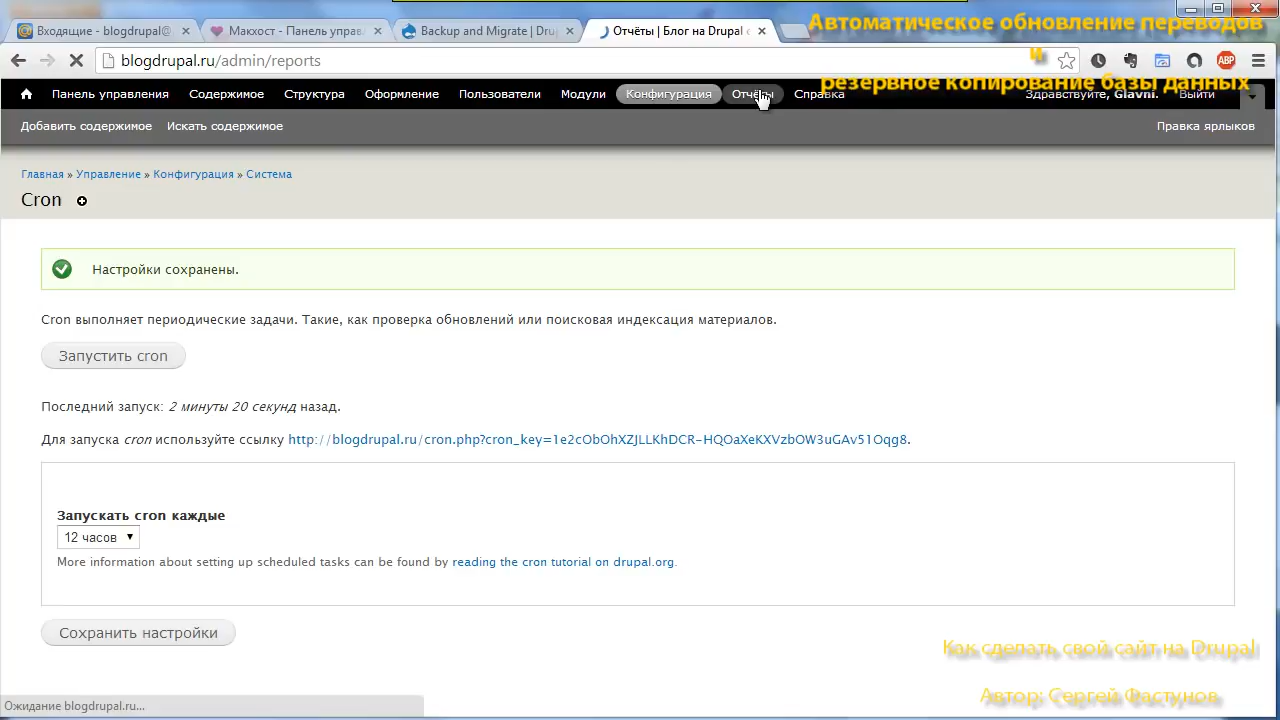 Входящие - blogdrupal@
Макхост - Панель управ
Backup and Migrate | Dru
Отчёты | Блог на Drupal с
Автоматическое обновление переводов
и
резервное копирование базы данных
blogdrupal.ru/admin/reports
ABP
Панель управления
Содержимое
Структура
Оформление
Пользователи
Модули
Конфигурация
Отчёты
Справка
Здравствуйте, Glavni.
Выйти
Добавить содержимое
Искать содержимое
Правка ярлыков
Главная » Управление » Конфигурация » Система
Cron
Настройки сохранены.
Cron выполняет периодические задачи. Такие, как проверка обновлений или поисковая индексация материалов.
Запустить cron
Последний запуск: 2 минуты 20 секунд назад.
Для запуска cron используйте ссылку http://blogdrupal.ru/cron.php?cron_key=1e2cObOhXZJLLKhDCR-HQOaXeKXVzbOW3uGAv51Oqg8.
Запускать cron каждые
12 часов
More information about setting up scheduled tasks can be found by reading the cron tutorial on drupal.org.
Сохранить настройки
Как сделать свой сайт на Drupal
Автор: Сергей Фастунов
Ожидание blogdrupal.ru...